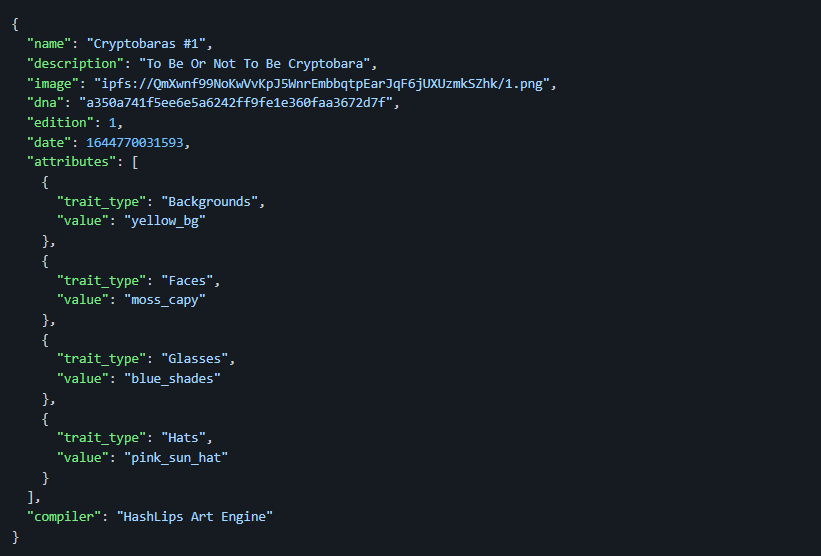 {
  "name": "Cryptobaras #1",
  "description": "To Be Or Not To Be Cryptobara",
  "image": "ipfs://QmXwnf99NoKwVvKpJ5WnrEmbbqtpEarJqF6jUXUzmkSZhk/1.png",
  "dna": "a350a741f5ee6e5a6242ff9fe1e360faa3672d7f",
  "edition": 1,
  "date": 1644770031593,
  "attributes": [
    {
      "trait_type": "Backgrounds",
      "value": "yellow_bg"
    },
    {
      "trait_type": "Faces",
      "value": "moss_capy"
    },
    {
      "trait_type": "Glasses",
      "value": "blue_shades"
    },
    {
      "trait_type": "Hats",
      "value": "pink_sun_hat"
    }
  ],
  "compiler": "HashLips Art Engine"
}